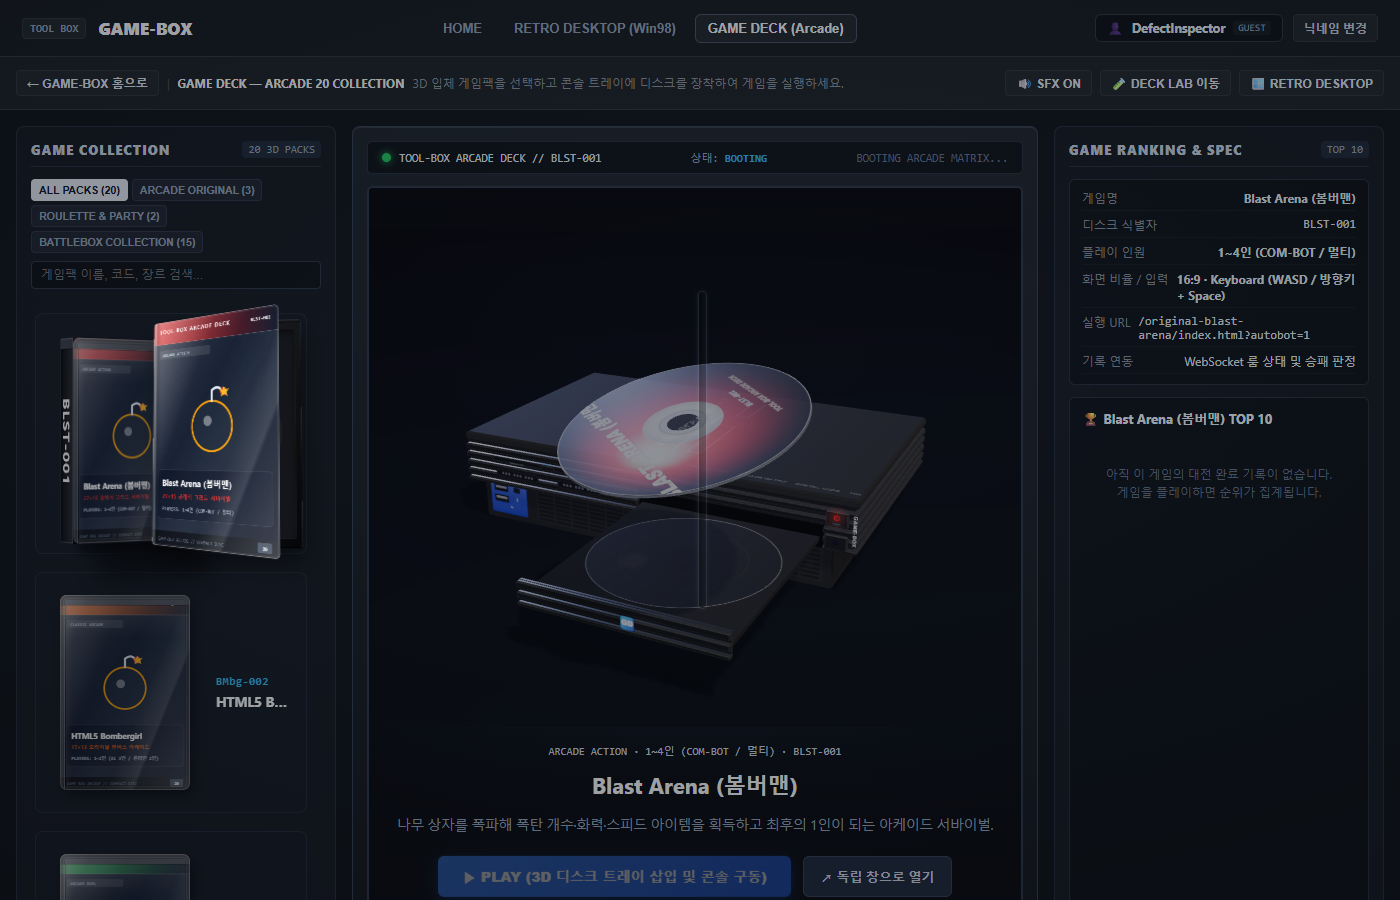 TOOL BOX
GAME-BOX
HOME
RETRO DESKTOP (Win98)
GAME DECK (Arcade)
DefectInspector
GUEST
닉네임 변경
← GAME-BOX 홈으로
GAME DECK — ARCADE 20 COLLECTION
3D 입체 게임팩을 선택하고 콘솔 트레이에 디스크를 장착하여 게임을 실행하세요.
SFX ON
DECK LAB 이동
RETRO DESKTOP
GAME COLLECTION
20 3D PACKS
ALL PACKS (20)
ARCADE ORIGINAL (3)
ROULETTE & PARTY (2)
BATTLEBOX COLLECTION (15)
게임팩 이름, 코드, 장르 검색...
BLST-001
TOOL BOX ARCADE DECK
Blast Arena (봄버맨)
Blast Arena (봄버맨)
HTML5 Bombergirl
CLASSIC ARCADE
BMbg-002
HTML5 B...
TOOL-BOX ARCADE DECK // BLST-001
상태: BOOTING
BOOTING ARCADE MATRIX...
GAME-BOX
ARCADE ACTION · 1~4인 (COM-BOT / 멀티) · BLST-001
Blast Arena (봄버맨)
나무 상자를 폭파해 폭탄 개수·화력·스피드 아이템을 획득하고 최후의 1인이 되는 아케이드 서바이벌.
▶ PLAY (3D 디스크 트레이 삽입 및 콘솔 구동)
↗ 독립 창으로 열기
GAME RANKING & SPEC
TOP 10
게임명
Blast Arena (봄버맨)
디스크 식별자
BLST-001
플레이 인원
1~4인 (COM-BOT / 멀티)
화면 비율 / 입력
16:9 · Keyboard (WASD / 방향키
+ Space)
실행 URL
/original-blast-
arena/index.html?autobot=1
기록 연동
WebSocket 룸 상태 및 승패 판정
Blast Arena (봄버맨) TOP 10
아직 이 게임의 대전 완료 기록이 없습니다.
게임을 플레이하면 순위가 집계됩니다.